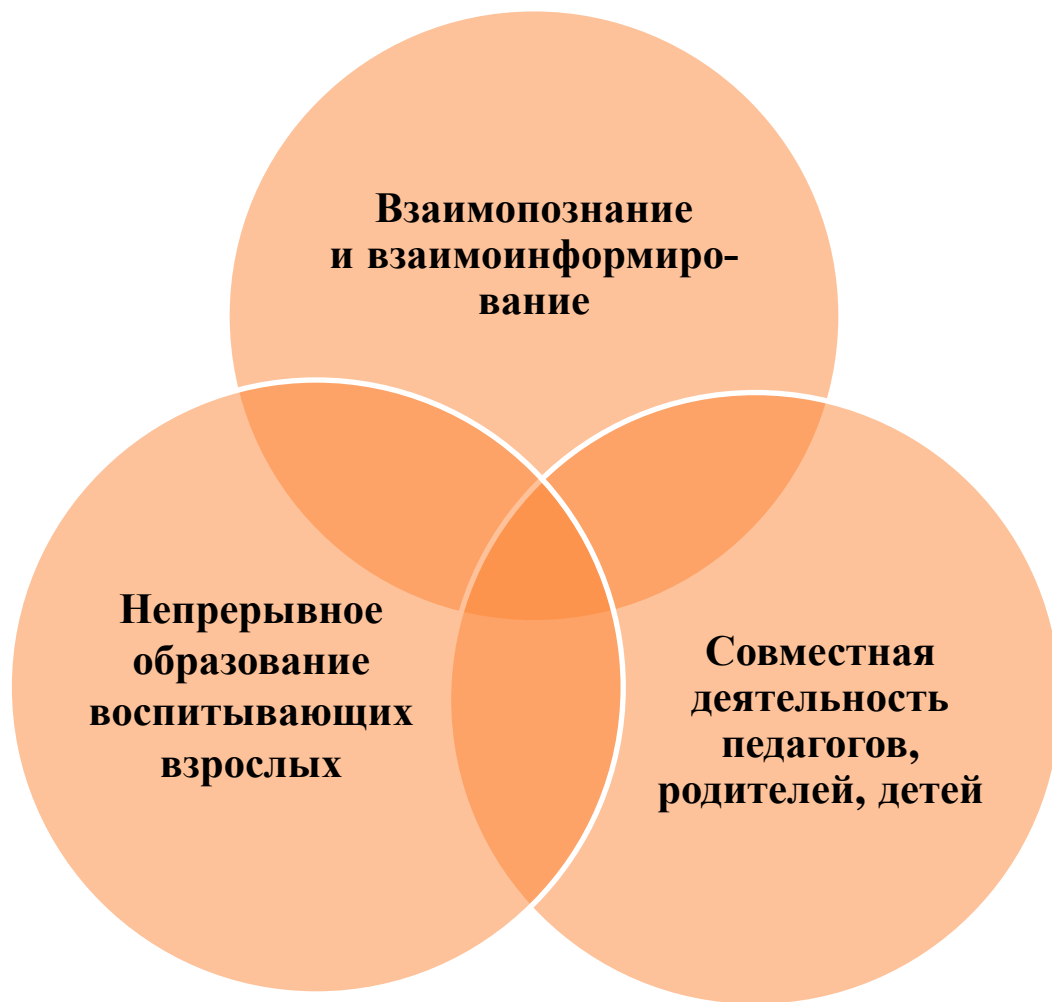 Взаимопознание
и взаимоинформиро-
вание
Непрерывное
образование
воспитывающих
взрослых
Совместная
деятельность
педагогов,
родителей, детей